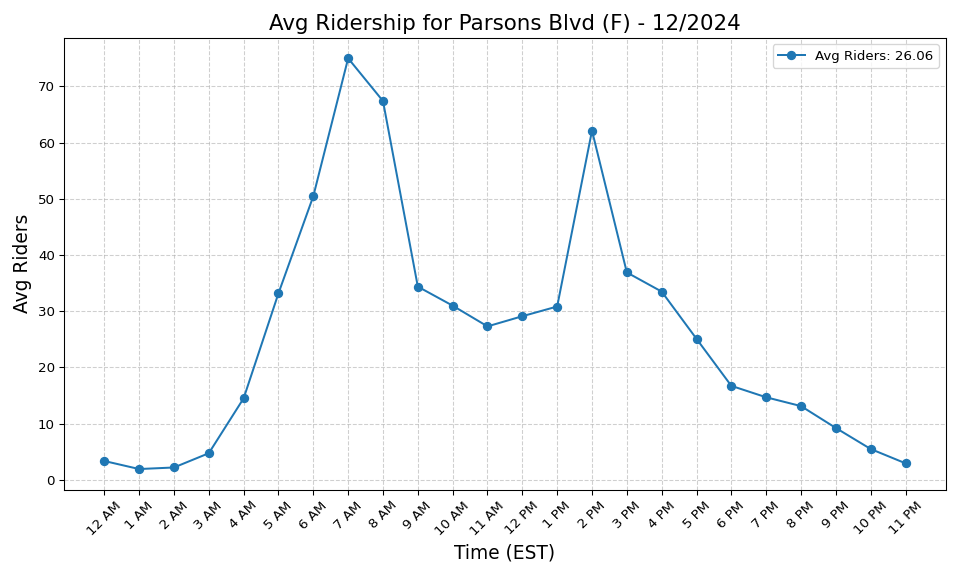 Avg Ridership for Parsons Blvd (F) - 12/2024
Avg Riders: 26.06
Avg Riders
70
60
50
40
30
20
10
0
12 AM
1 AM
2 AM
3 AM
4 AM
5 AM
6 AM
7 AM
8 AM
9 AM
10 AM
11 AM
12 PM
1 PM
2 PM
3 PM
4 PM
5 PM
6 PM
7 PM
8 PM
9 PM
10 PM
11 PM
Time (EST)